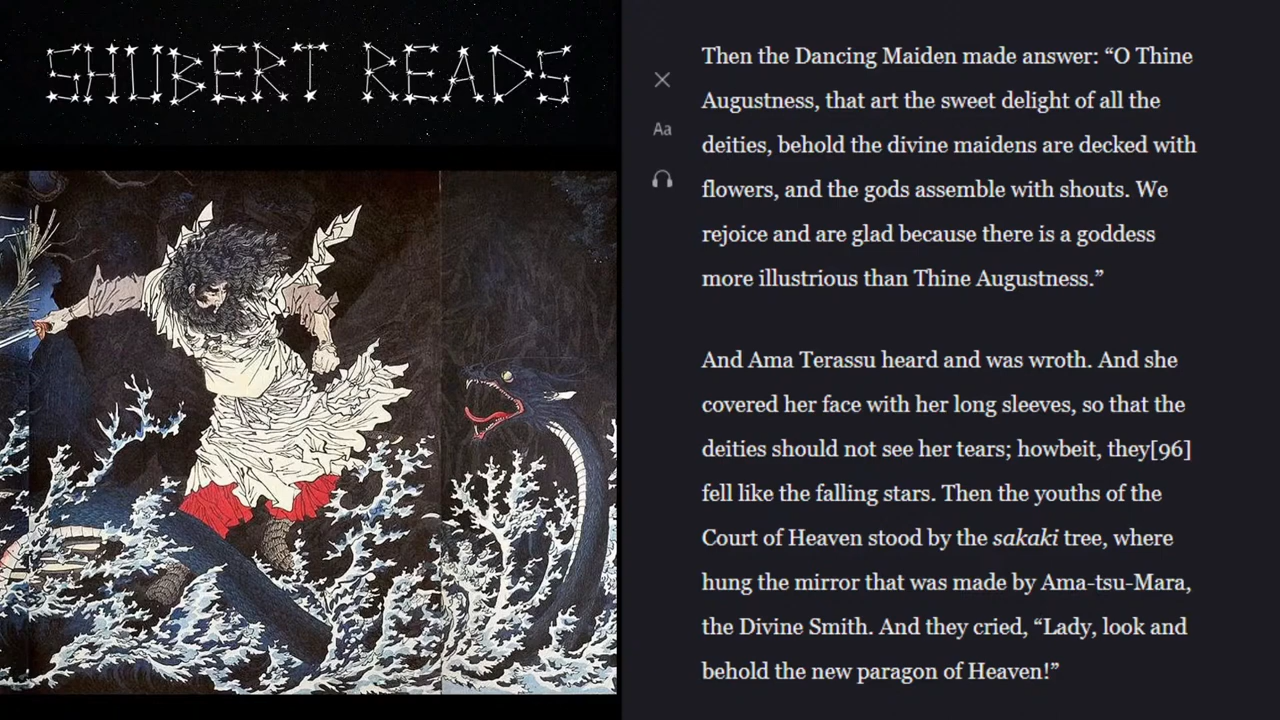 SHUBERT READS
Aa
Then the Dancing Maiden made answer: “O Thine
Augustness, that art the sweet delight of all the
deities, behold the divine maidens are decked with
flowers, and the gods assemble with shouts. We
rejoice and are glad because there is a goddess
more illustrious than Thine Augustness.”
And Ama Terassu heard and was wroth. And she
covered her face with her long sleeves, so that the
deities should not see her tears; howbeit, they[96]
fell like the falling stars. Then the youths of the
Court of Heaven stood by the sakaki tree, where
hung the mirror that was made by Ama-tsu-Mara,
the Divine Smith. And they cried, “Lady, look and
behold the new paragon of Heaven!”